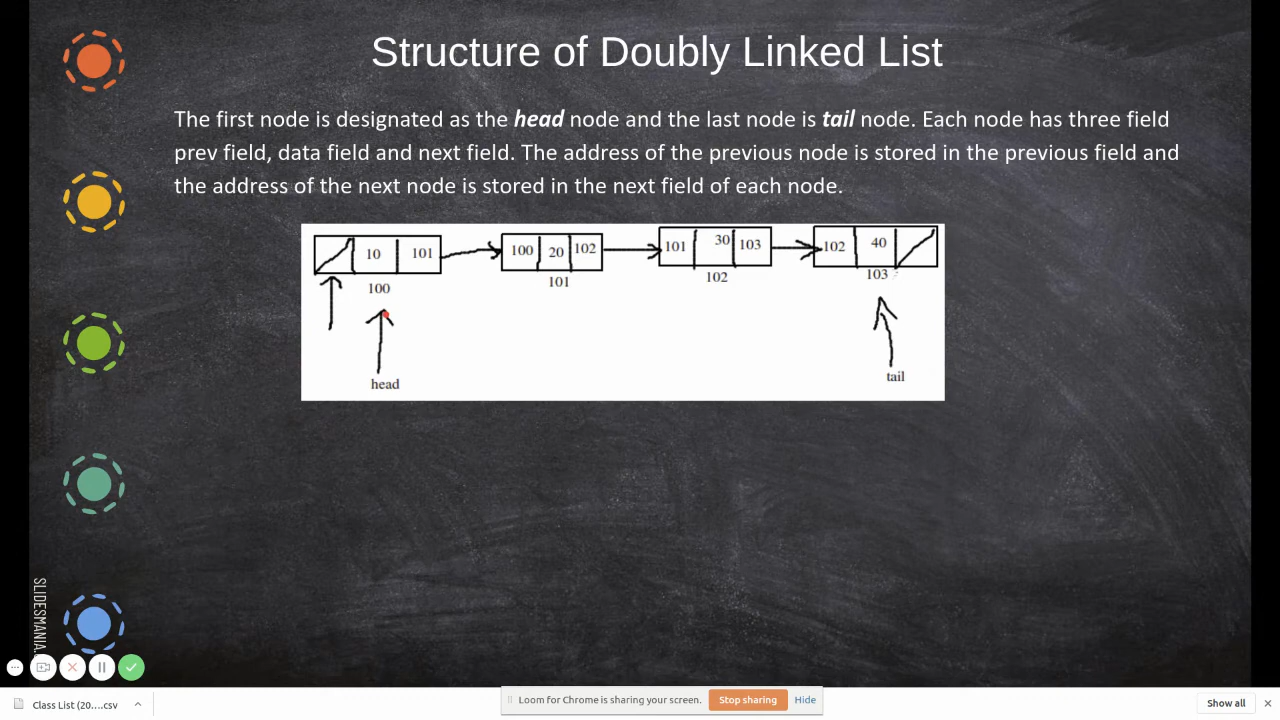 Structure of Doubly Linked List
The first node is designated as the head node and the last node is tail node. Each node has three field
prev field, data field and next field. The address of the previous node is stored in the previous field and
the address of the next node is stored in the next field of each node.
10 101 100 20 102 101 30 103 102 40
100 101 102 103
head tail
SLIDESMANIA.
Class List (20....csv
Loom for Chrome is sharing your screen. Stop sharing Hide
Show all